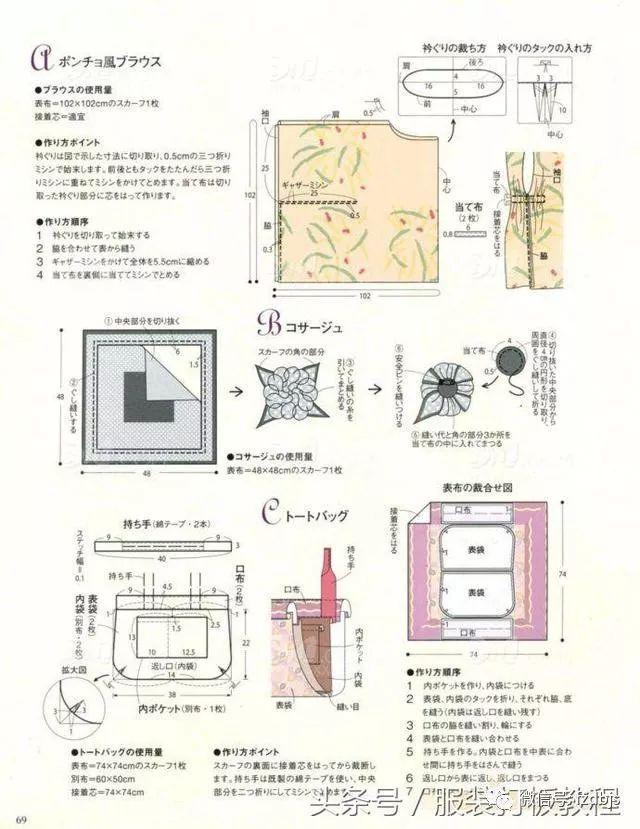 A ポンチョ風ブラウス
●ブラウスの使用量
表布=102×102cmのスカーフ1枚
接着芯=適宜
●作り方ポイント
衿ぐりは図で示した寸法に切り取り、0.5cmの三つ折り
ミシンで始末します。前後ともタックをたたんだら三つ折
りミシンに重ねてミシンをかけてとめます。当て布は切り
取った衿ぐり部分に芯をはって作ります。
●作り方順序
1 衿ぐりを切り取って始末する
2 脇を合わせて表から縫う
3 ギャザーミシンをかけて全体を5.5cmに縮める
4 当て布を裏側に当ててミシンでとめる
衿ぐりの裁ち方
肩
後ろ
16
4
16
5
前
中心
衿ぐりのタックの入れ方
3
3
10
中心
袖口
肩
0.5
25
102
ギャザーミシン
25
脇
0.3
中心
102
当て布
(2枚)
6
0.8
接着芯をはる
当て布
袖口
脇
B コサージュ
①中央部分を切り抜く
6
1.5
②ぐし縫いする
48
48
スカーフの角の部分
③ぐし縫いの糸を
引いてまとめる
④切り抜いた中央部分から
直径4cmの円形を切り取り、
周囲をぐし縫いして折る
当て布
4
0.5
⑥安全ピンを
縫いつける
⑤縫い代と角の部分3か所を
当て布の中に入れてまつる
●コサージュの使用量
表布=48×48cmのスカーフ1枚
C トートバッグ
持ち手(綿テープ・2本)
ステッチ幅=0.1
9
9
3
40
持ち手
4.5
口布(2枚)
9
9
1
1
3
表袋(2枚)
内袋(別布・2枚)
1.5
2.5
13
10
12.5
22
返し口(内袋)
14
38
内ポケット(別布・1枚)
拡大図
1
持ち手
口布
内ポケット
内袋
表袋
縫い目
表布の裁合せ図
接着芯をはる
口布
1
表袋
表袋
1
口布
74
74
●作り方順序
1 内ポケットを作り、内袋につける
2 表袋、内袋のタックを折り、それぞれ脇、底
を縫う(内袋は返し口を縫い残す)
3 口布の脇を縫い割り、輪にする
4 表袋と口布を縫い合わせる
5 持ち手を作る。内袋と口布を中表に合わ
せ間に持ち手をはさんで縫う
6 返し口から表に返し、返し口をまつる
7 口
●トートバッグの使用量
表布=74×74cmのスカーフ1枚
別布=60×50cm
接着芯=74×74cm
●作り方ポイント
スカーフの裏面に接着芯をはってから裁断しま
す。持ち手は既製の綿テープを使い、中央
部分を二つ折りにしてミシンでとめます
69
头条号/服装打板教程